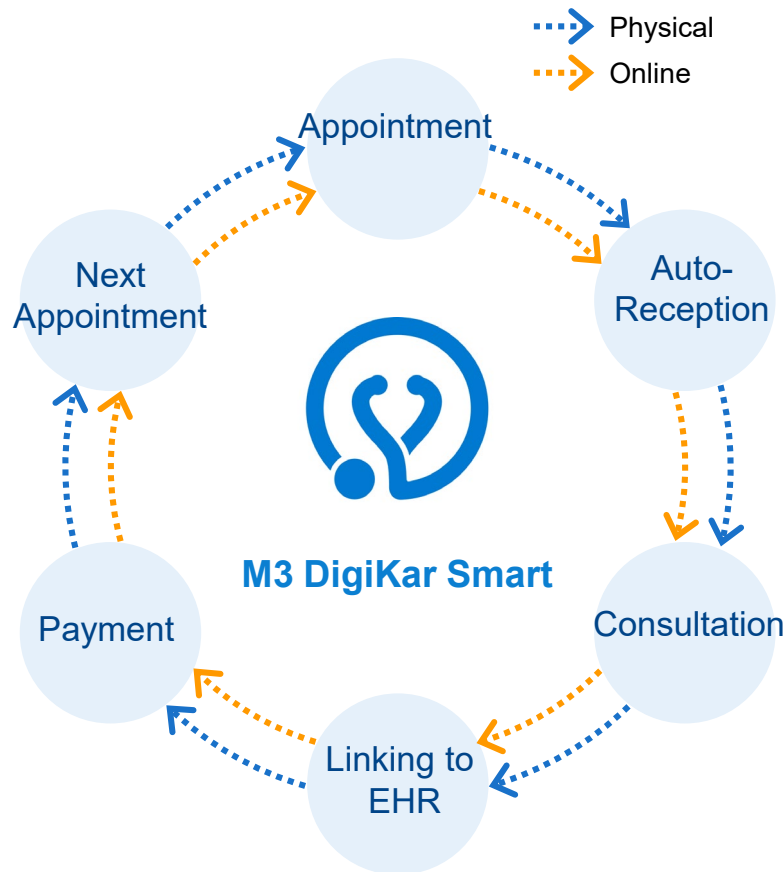 Physical
Online
Appointment
Auto-
Reception
Consultation
Linking to
EHR
Payment
Next
Appointment
M3 DigiKar Smart